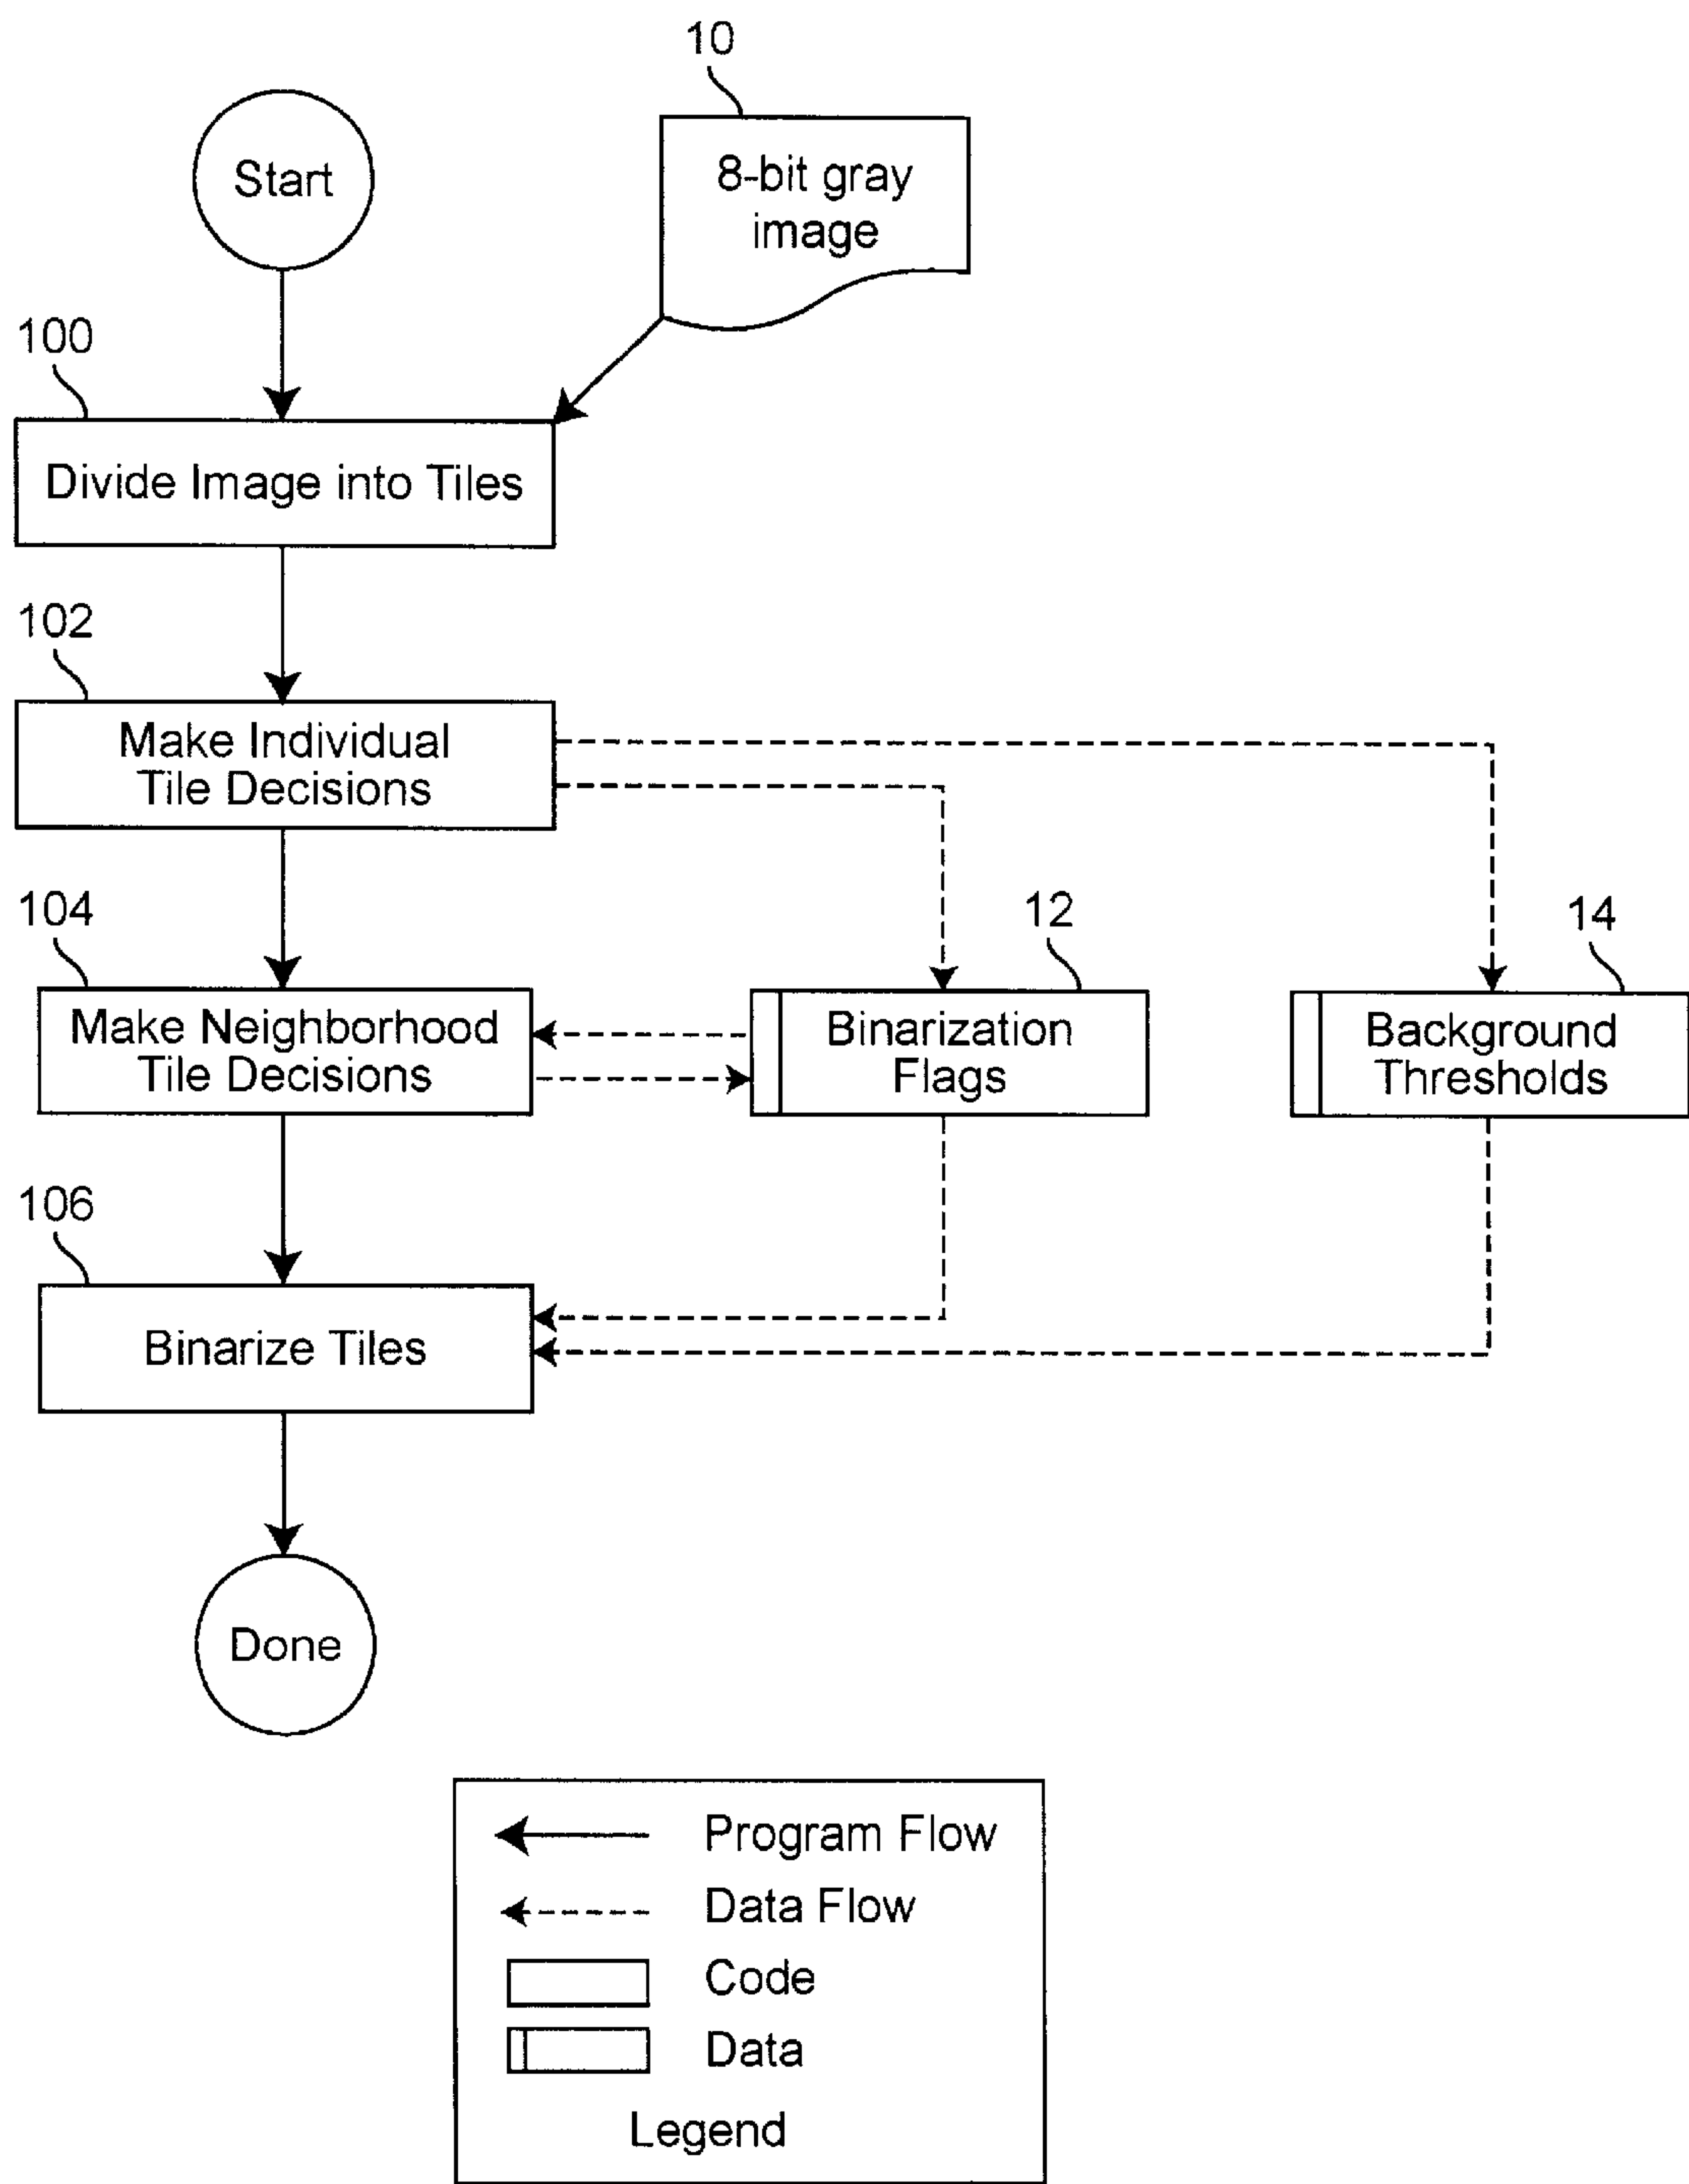 10
Start
8-bit gray
image
100
Divide Image into Tiles
102
Make Individual
Tile Decisions
104
Make Neighborhood
Tile Decisions
12
Binarization
Flags
14
Background
Thresholds
106
Binarize Tiles
Done
Program Flow
Data Flow
Code
Data
Legend